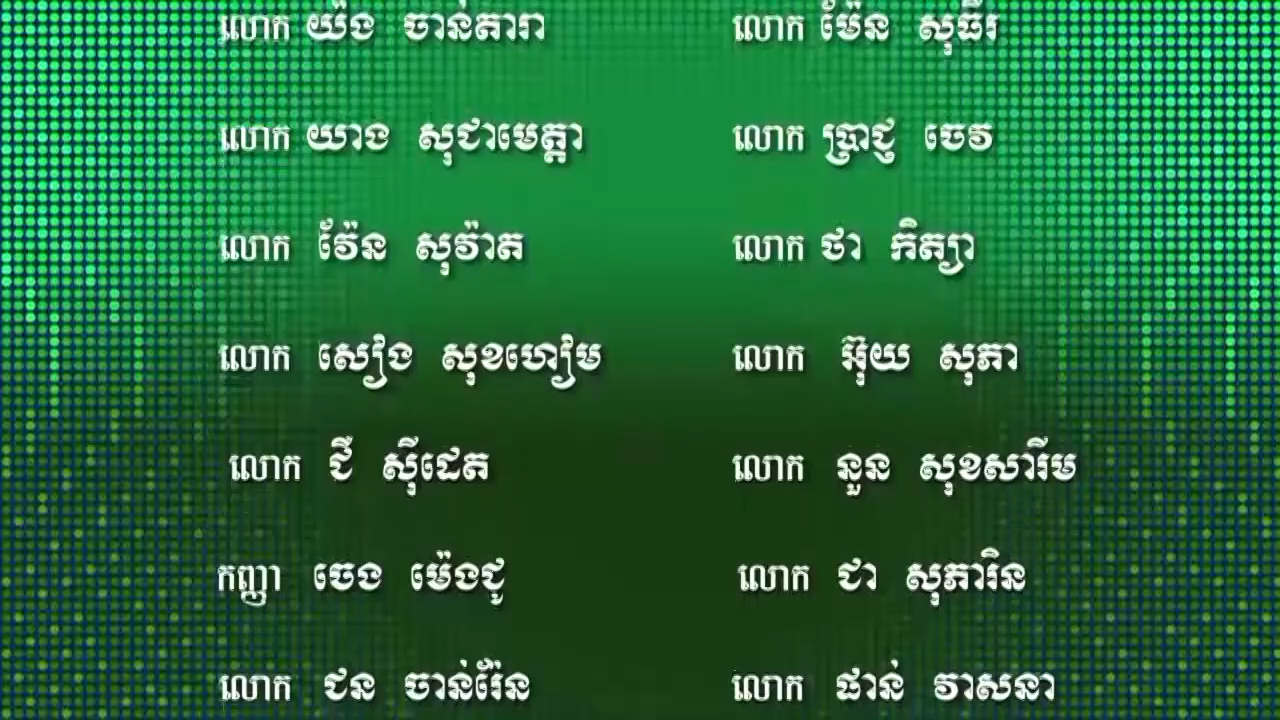 លោក យ៉ង ចាន់តារា
លោក ម៉ែន សុធីរ
លោក យាង សុជាមេត្តា
លោក ប្រាជ្ញ ចេវ
លោក វ៉ែន សុវ៉ាត
លោក ថា កិត្យា
លោក សៀង សុខហៀម
លោក អ៊ុយ សុភា
លោក ជី ស៊ីដេត
លោក នួន សុខសារីម
កញ្ញា ចេង ម៉េងជូ
លោក ជា សុភារិន
លោក ជន ចាន់រ៉ែន
លោក ផាន់ វាសនា